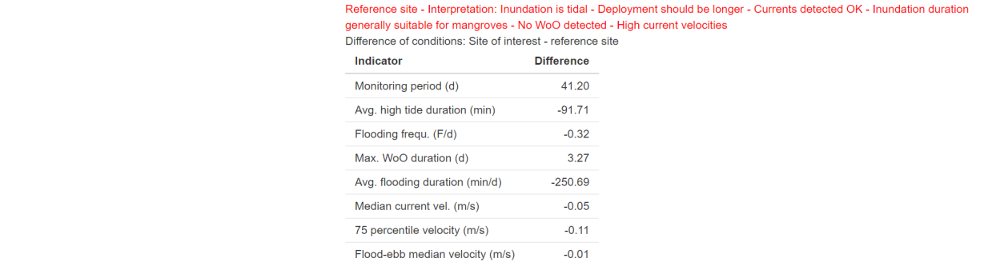 Reference site - Interpretation: Inundation is tidal - Deployment should be longer - Currents detected OK - Inundation duration
generally suitable for mangroves - No WoO detected - High current velocities
Difference of conditions: Site of interest - reference site
Indicator Difference
Monitoring period (d) 41.20
Avg. high tide duration (min) -91.71
Flooding frequ. (F/d) -0.32
Max. WoO duration (d) 3.27
Avg. flooding duration (min/d) -250.69
Median current vel. (m/s) -0.05
75 percentile velocity (m/s) -0.11
Flood-ebb median velocity (m/s) -0.01